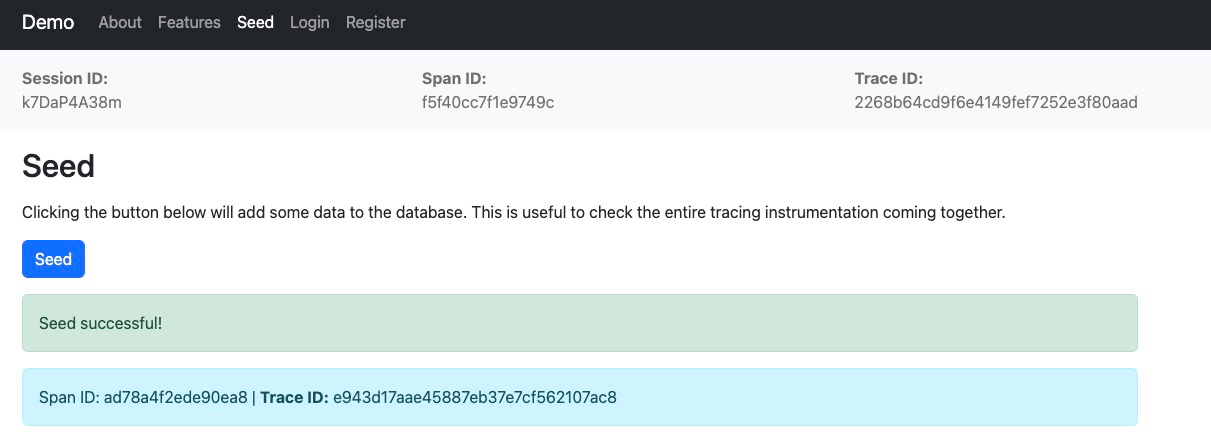 Demo About Features Seed Login Register
Session ID: Span ID: Trace ID:
k7DaP4A38m f5f40cc7f1e9749c 2268b64cd9f6e4149fef7252e3f80aad
Seed
Clicking the button below will add some data to the database. This is useful to check the entire tracing instrumentation coming together.
Seed
Seed successful!
Span ID: ad78a4f2ede90ea8 | Trace ID: e943d17aae45887eb37e7cf562107ac8